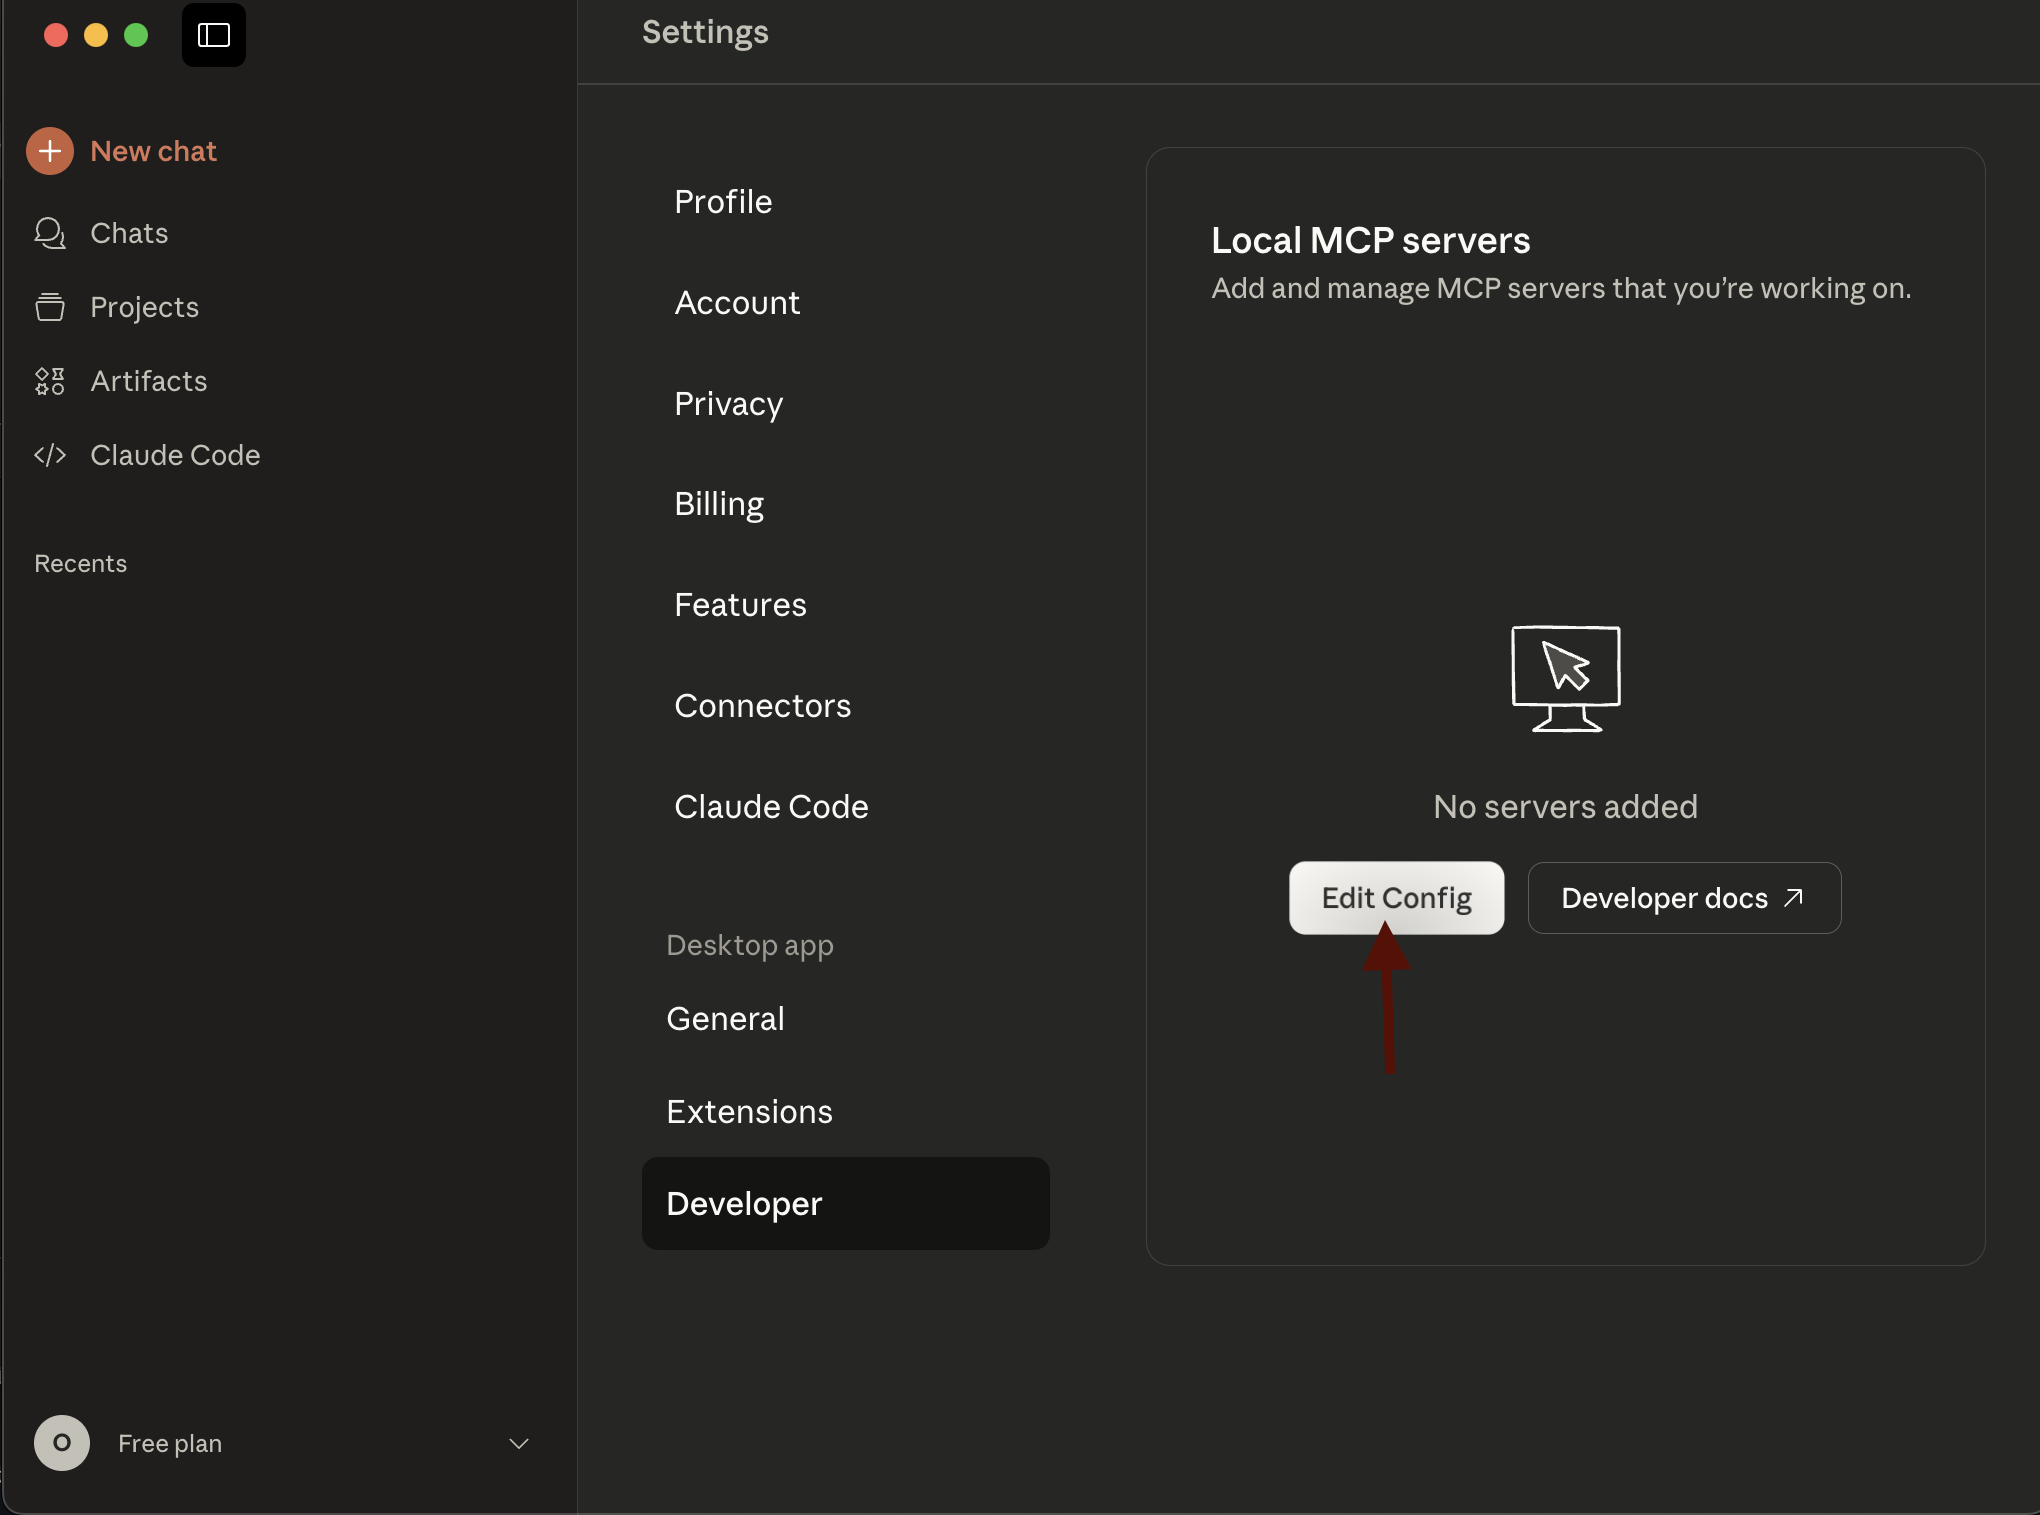 Settings
New chat
Chats
Projects
Artifacts
Claude Code
Recents
Profile
Account
Privacy
Billing
Features
Connectors
Claude Code
Desktop app
General
Extensions
Developer
Local MCP servers
Add and manage MCP servers that you’re working on.
No servers added
Edit Config
Developer docs
O
Free plan